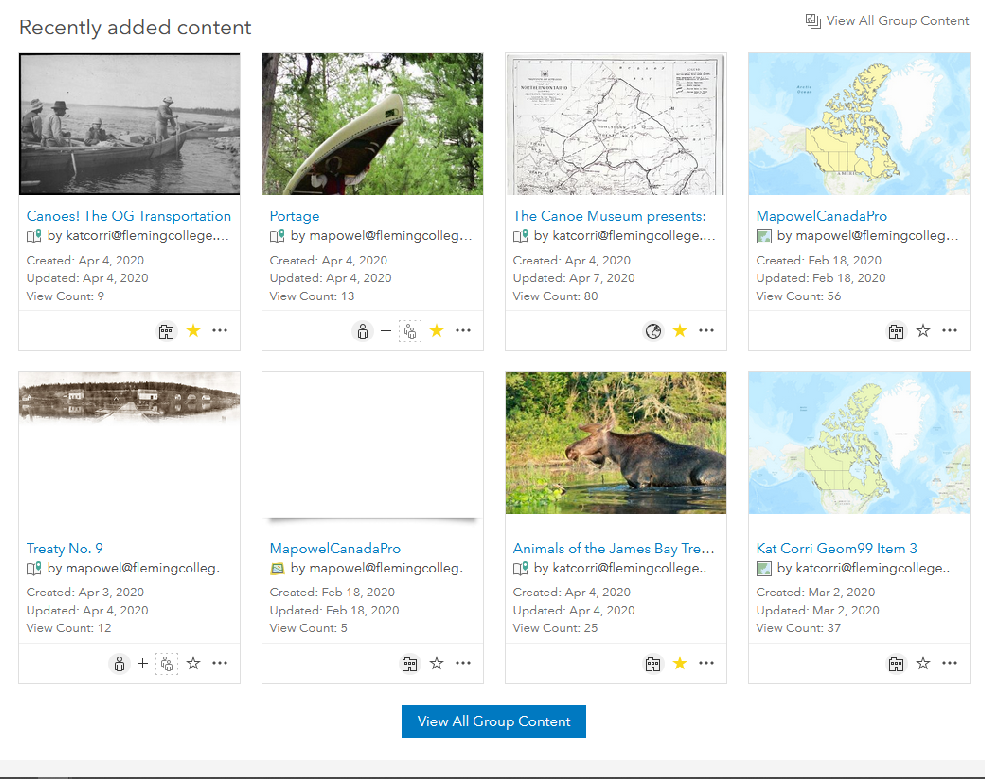 Recently added content
View All Group Content
NORTHERN ONTARIO
Canoes! The OG Transportation
by katcorri@flemingcollege....
Created: Apr 4, 2020
Updated: Apr 4, 2020
View Count: 9
Portage
by mapowel@flemingcolleg...
Created: Apr 4, 2020
Updated: Apr 4, 2020
View Count: 13
The Canoe Museum presents:
by katcorri@flemingcollege....
Created: Apr 4, 2020
Updated: Apr 7, 2020
View Count: 80
MapowelCanadaPro
by mapowel@flemingcolleg...
Created: Feb 18, 2020
Updated: Feb 18, 2020
View Count: 56
Treaty No. 9
by mapowel@flemingcolleg.
Created: Apr 3, 2020
Updated: Apr 4, 2020
View Count: 12
MapowelCanadaPro
by mapowel@flemingcolleg.
Created: Feb 18, 2020
Updated: Feb 18, 2020
View Count: 5
Animals of the James Bay Tre...
by katcorri@flemingcollege..
Created: Apr 4, 2020
Updated: Apr 4, 2020
View Count: 25
Kat Corri Geom99 Item 3
by katcorri@flemingcollege..
Created: Mar 2, 2020
Updated: Mar 2, 2020
View Count: 37
View All Group Content